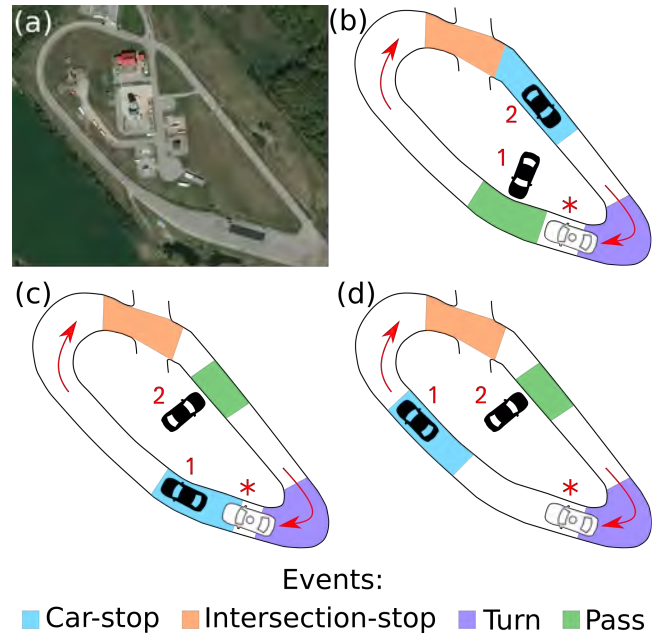 (a)
(b)
2
1
*
(c)
2
1
*
(d)
1
2
*
Events:
Car-stop Intersection-stop Turn Pass